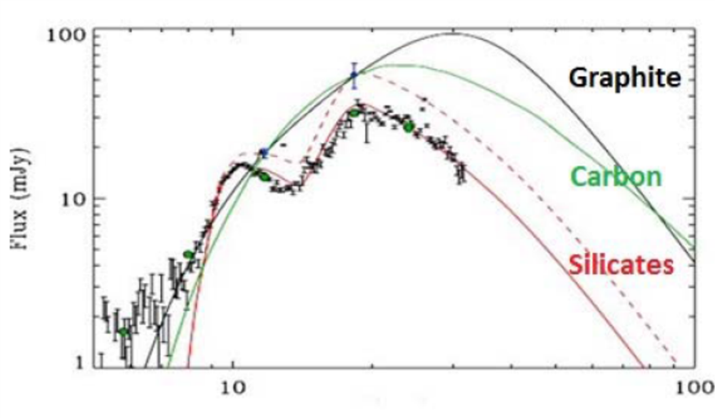 100
Graphite
Flux (mJy)
Carbon
10
Silicates
1
10
100